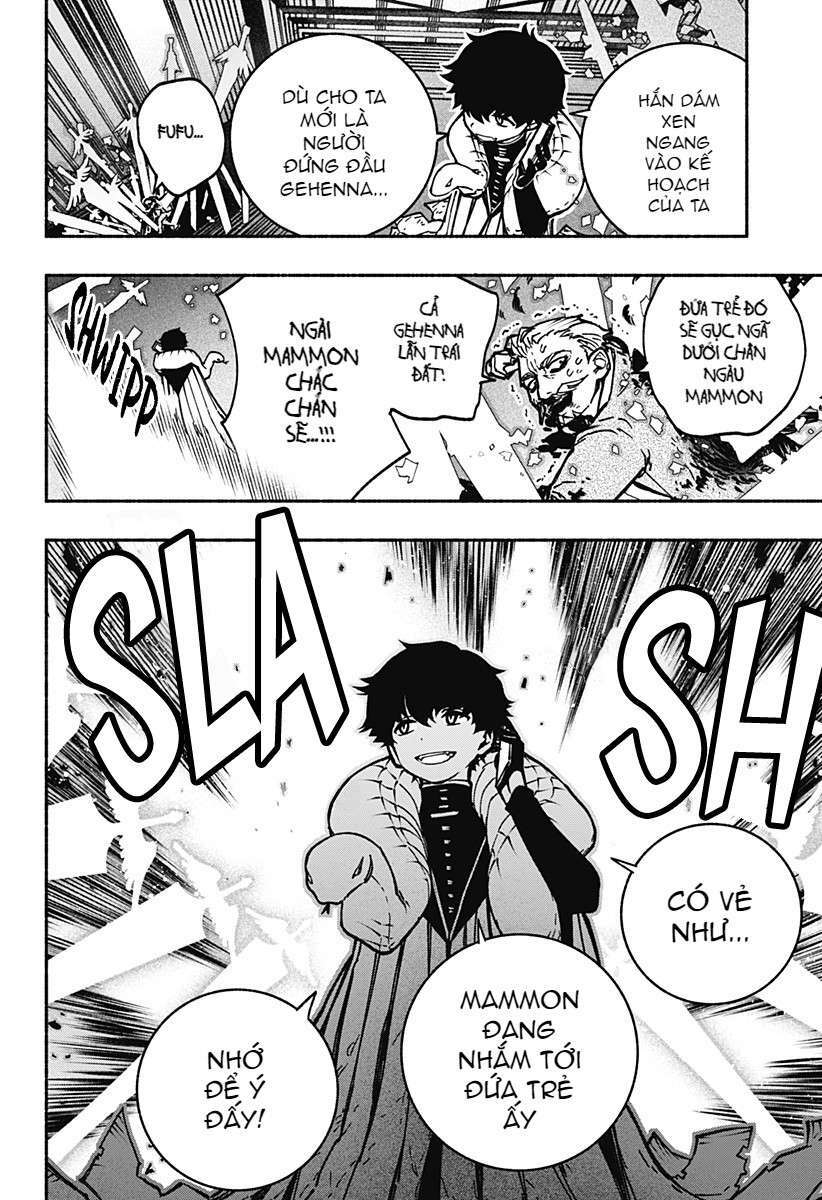 HẮN DÁM
XEN
NGANG
VÀO KẾ
HOẠCH
CỦA TA
DÙ CHO TA
MỚI LÀ
NGƯỜI
ĐỨNG ĐẦU
GEHENNA...
FUFU...
ĐỨA TRẺ ĐÓ
SẼ GỤC NGÃ
DƯỚI CHÂN
NGÀU
MAMMON
CẢ
GEHENNA
LẪN TRÁI
ĐẤT!
NGÀI
MAMMON
CHẮC
CHẮN
SẼ...!!!
SHWIPP
SLA
SH
CÓ VẺ
NHƯ...
MAMMON
ĐANG
NHẮM TỚI
ĐỨA TRẺ
ẤY
NHỚ
ĐỂ Ý
ĐẤY!